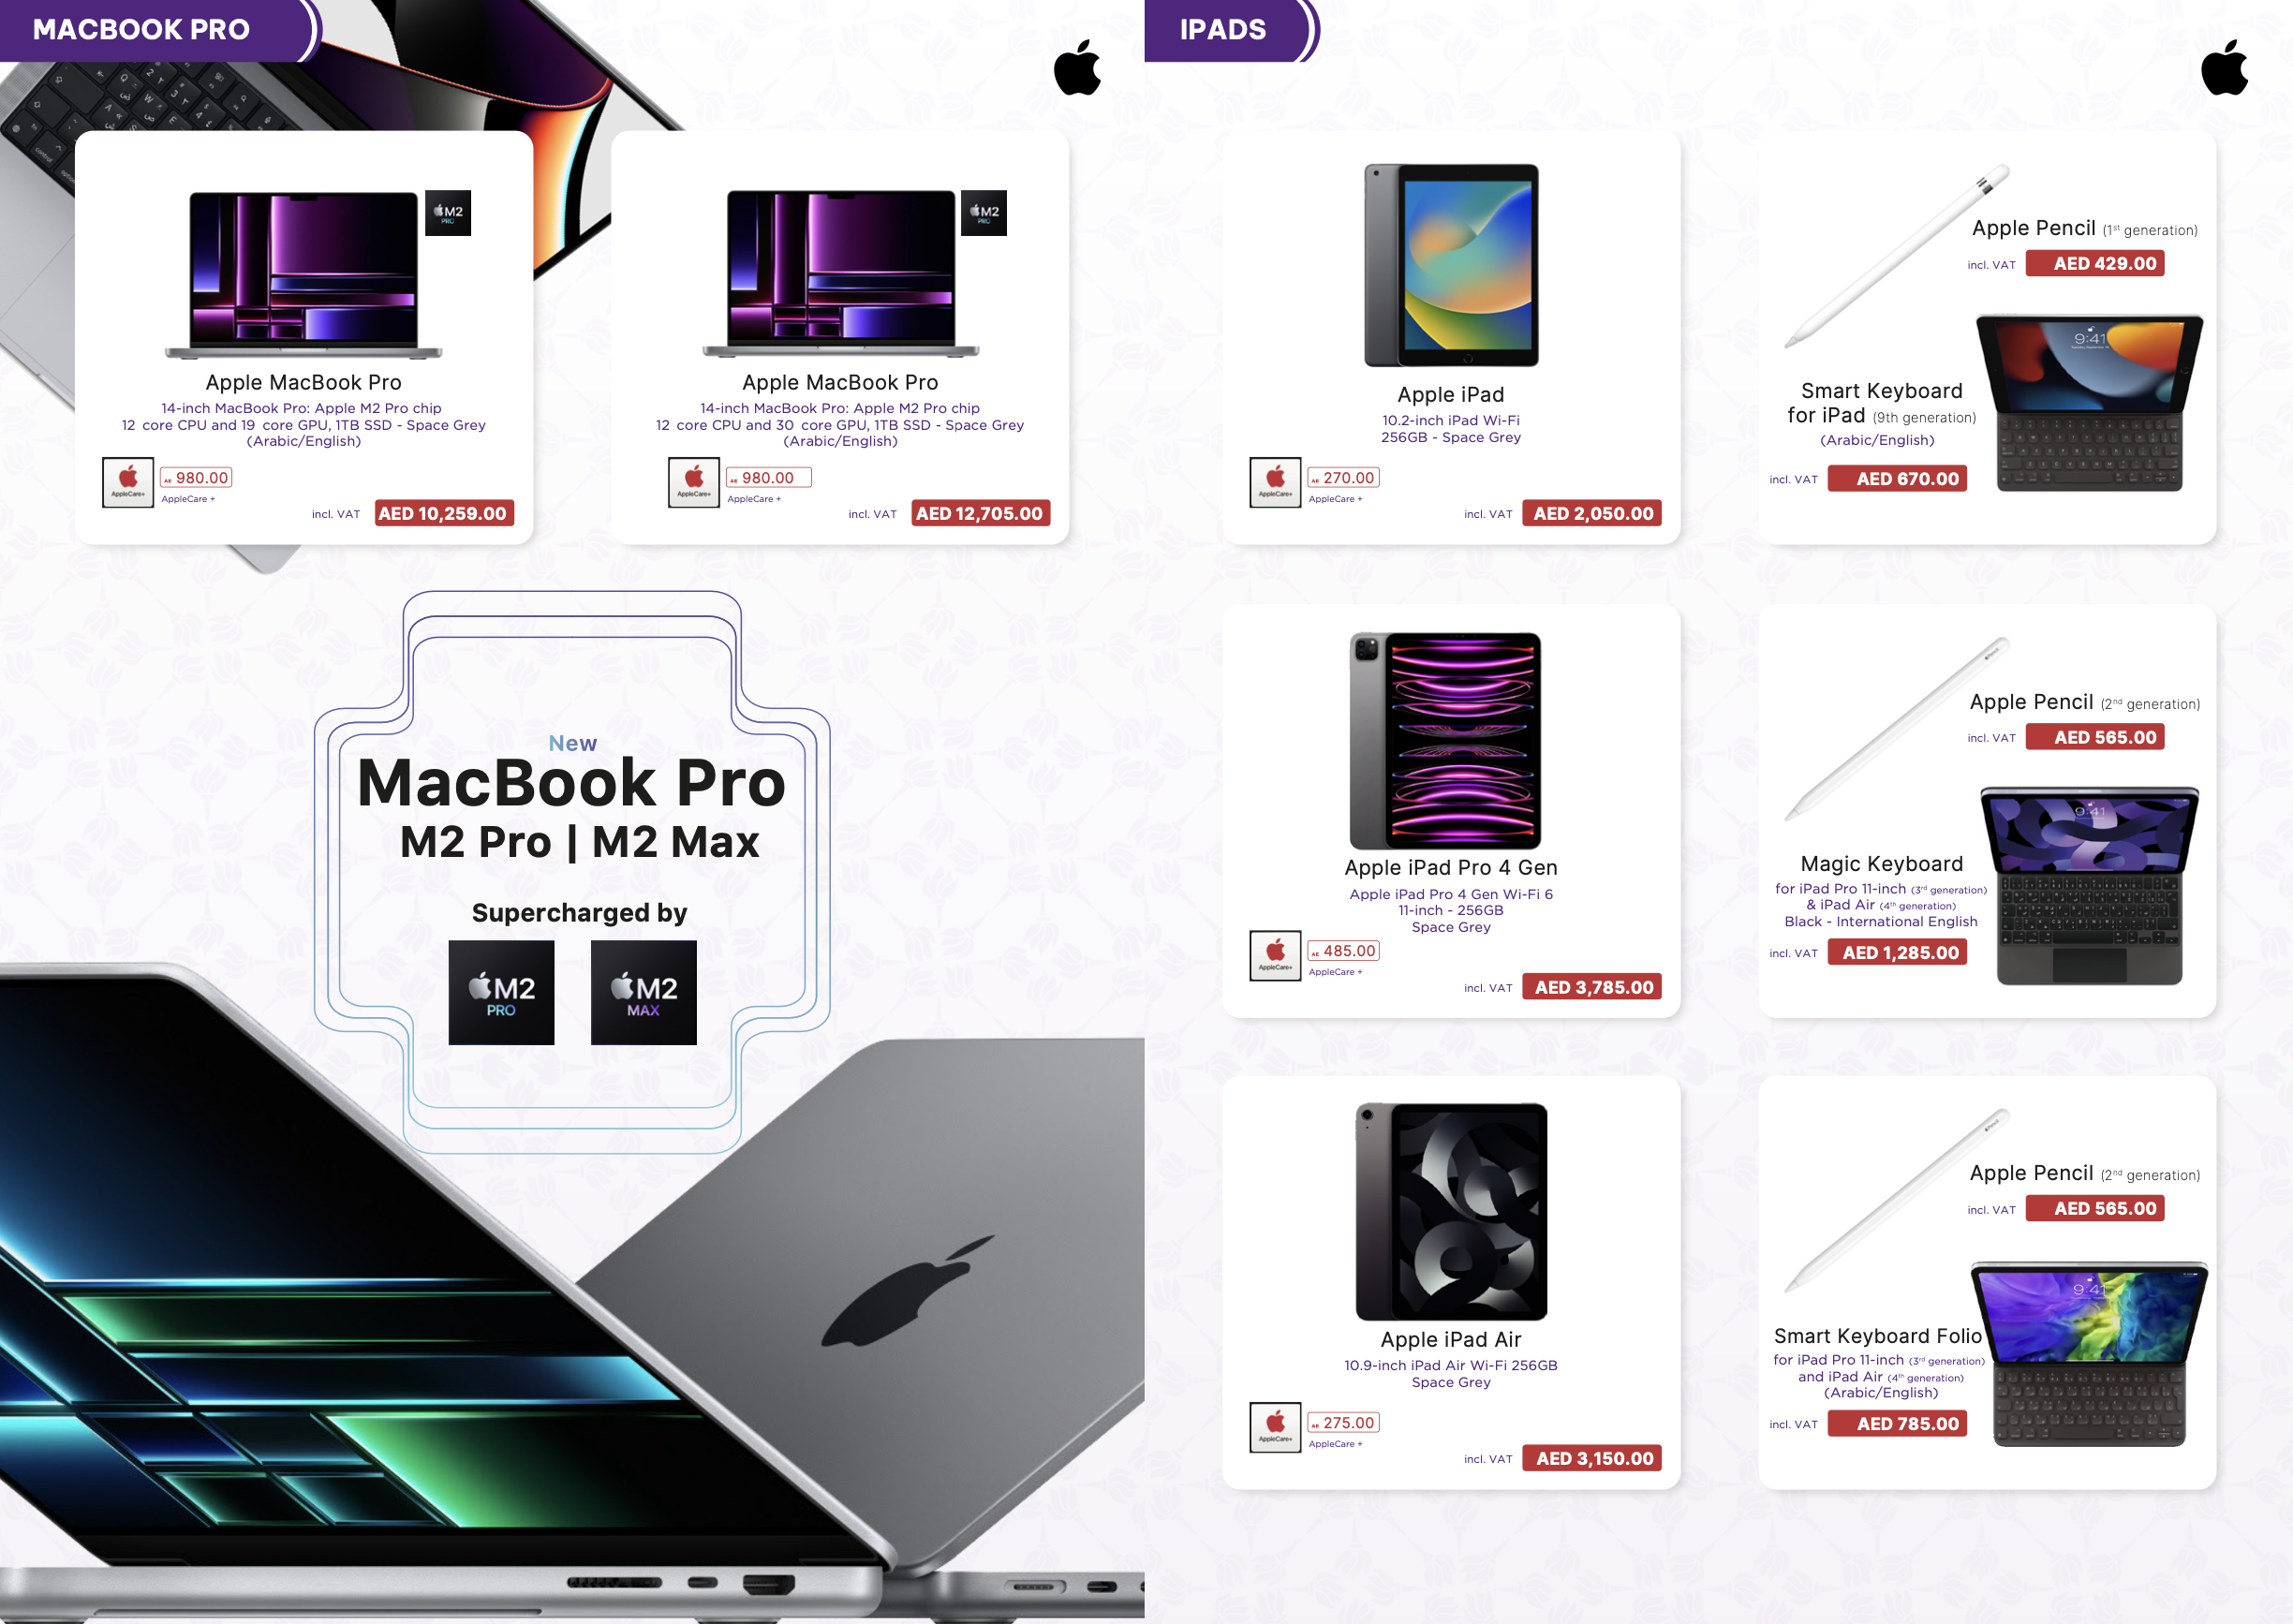 MACBOOK PRO
M2
PRO
Apple MacBook Pro
14-inch MacBook Pro: Apple M2 Pro chip
12 core CPU and 19 core GPU, 1TB SSD - Space Grey
(Arabic/English)
AppleCare+
AE 980.00
AppleCare +
incl. VAT AED 10,259.00
M2
PRO
Apple MacBook Pro
14-inch MacBook Pro: Apple M2 Pro chip
12 core CPU and 30 core GPU, 1TB SSD - Space Grey
(Arabic/English)
AppleCare+
AE 980.00
AppleCare +
incl. VAT AED 12,705.00
New
MacBook Pro
M2 Pro | M2 Max
Supercharged by
M2
PRO
M2
MAX
IPADS
Apple iPad
10.2-inch iPad Wi-Fi
256GB - Space Grey
AppleCare+
AE 270.00
AppleCare +
incl. VAT AED 2,050.00
Apple Pencil (1st generation)
incl. VAT AED 429.00
9:41
Smart Keyboard
for iPad (9th generation)
(Arabic/English)
incl. VAT AED 670.00
Apple iPad Pro 4 Gen
Apple iPad Pro 4 Gen Wi-Fi 6
11-inch - 256GB
Space Grey
AppleCare+
AE 485.00
AppleCare +
incl. VAT AED 3,785.00
Apple Pencil (2nd generation)
incl. VAT AED 565.00
9:41
Magic Keyboard
for iPad Pro 11-inch (3rd generation)
& iPad Air (4th generation)
Black - International English
incl. VAT AED 1,285.00
Apple iPad Air
10.9-inch iPad Air Wi-Fi 256GB
Space Grey
AppleCare+
AE 275.00
AppleCare +
incl. VAT AED 3,150.00
Apple Pencil (2nd generation)
incl. VAT AED 565.00
9:41
Smart Keyboard Folio
for iPad Pro 11-inch (3rd generation)
and iPad Air (4th generation)
(Arabic/English)
incl. VAT AED 785.00